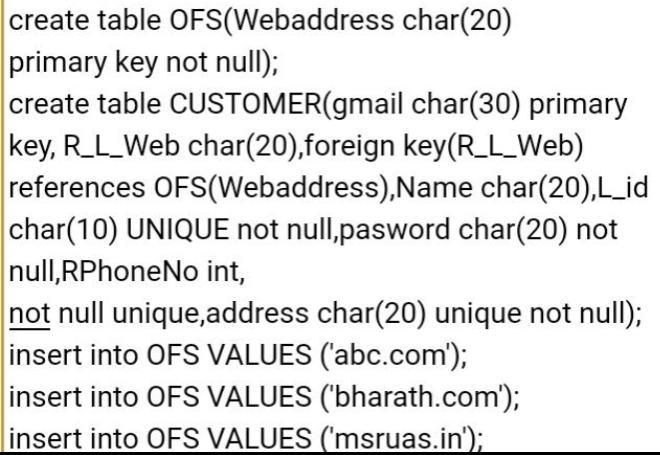 create table OFS(Webaddress char(20)
primary key not null);
create table CUSTOMER(gmail char(30) primary
key, R_L_Web char(20),foreign key(R_L_Web)
references OFS(Webaddress),Name char(20),L_id
char(10) UNIQUE not null,pasword char(20) not
null,RPhoneNo int,
not null unique,address char(20) unique not null);
insert into OFS VALUES ('abc.com');
insert into OFS VALUES ('bharath.com');
insert into OFS VALUES ('msruas.in');